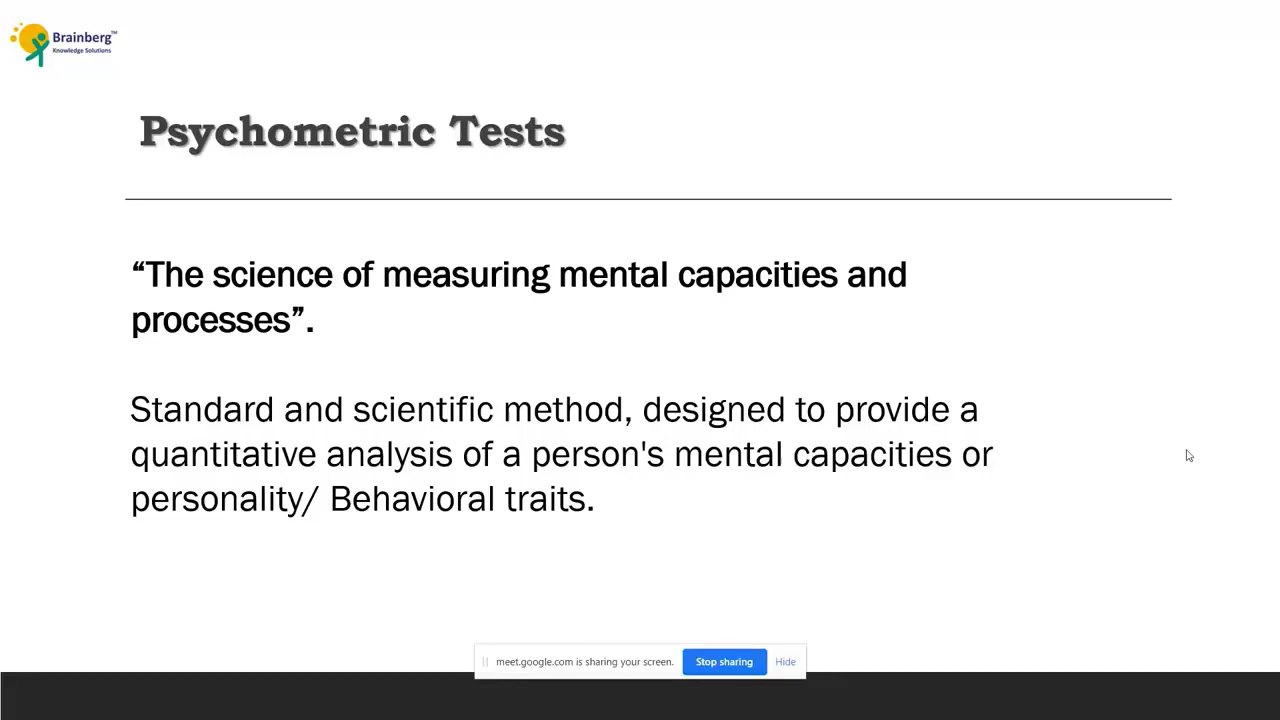 Brainberg™
Knowledge Solutions
Psychometric Tests
“The science of measuring mental capacities and
processes”.
Standard and scientific method, designed to provide a
quantitative analysis of a person's mental capacities or
personality/ Behavioral traits.
meet.google.com is sharing your screen. Stop sharing Hide